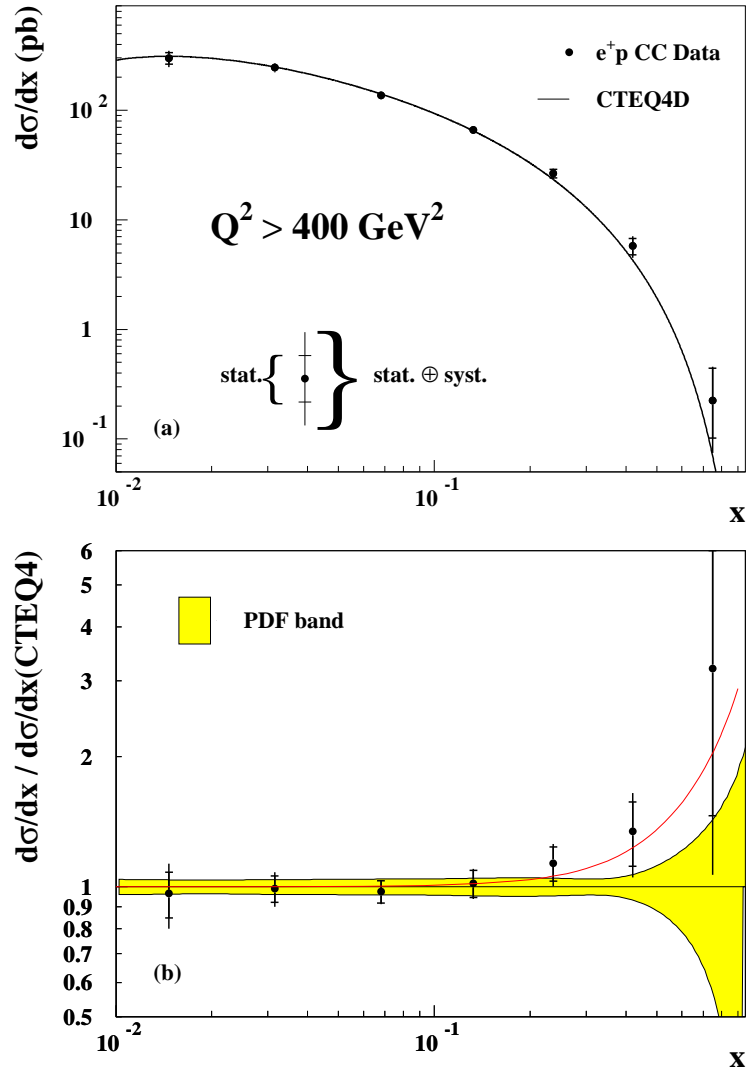 (a)
dσ/dx (pb)
10 2
10
1
10 -1
e+p CC Data
CTEQ4D
Q2 > 400 GeV2
stat. { } stat. ⊕ syst.
(a)
10 -2
10 -1
1
x
dσ/dx / dσ/dx(CTEQ4)
6
5
4
3
2
1
0.9
0.8
0.7
0.6
0.5
PDF band
(b)
10 -2
10 -1
1
x